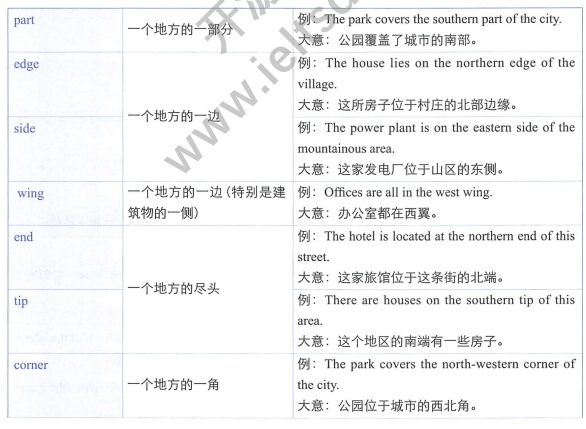 part
一个地方的一部分
例：The park covers the southern part of the city.
大意：公园覆盖了城市的南部。
edge
一个地方的一边
例：The house lies on the northern edge of the
village.
大意：这所房子位于村庄的北部边缘。
side
例：The power plant is on the eastern side of the
mountainous area.
大意：这家发电厂位于山区的东侧。
wing
一个地方的一边（特别是建
筑物的一侧）
例：Offices are all in the west wing.
大意：办公室都在西翼。
end
一个地方的尽头
例：The hotel is located at the northern end of this
street.
大意：这家旅馆位于这条街的北端。
tip
例：There are houses on the southern tip of this
area.
大意：这个地区的南端有一些房子。
corner
一个地方的一角
例：The park covers the north-western corner of
the city.
大意：公园位于城市的西北角。